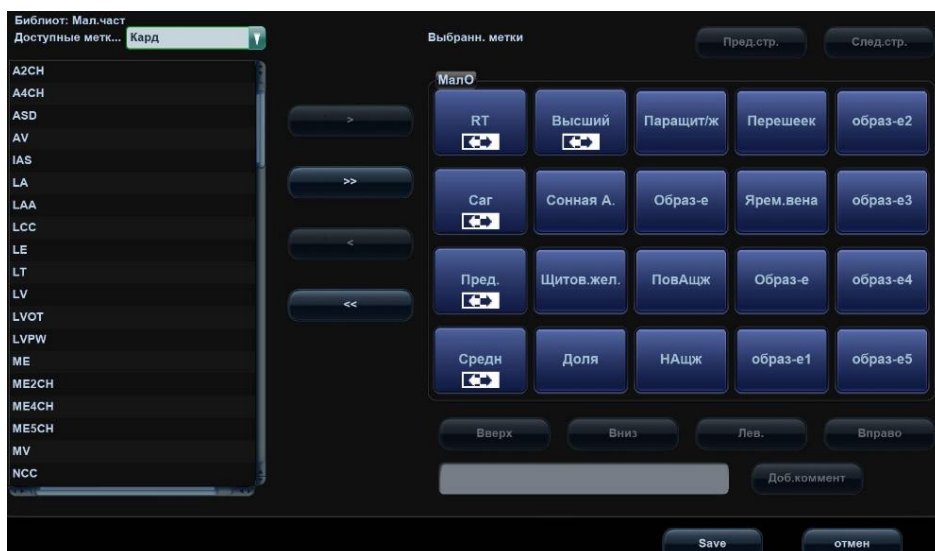 Библиот: Мал.част
Доступные метк... Кард
Выбранн. метки
Пред.стр.
След.стр.
A2CH
A4CH
ASD
AV
IAS
LA
LAA
LCC
LE
LT
LV
LVOT
LVPW
ME
ME2CH
ME4CH
ME5CH
MV
NCC
>
>>
<
<<
МалО
RT Высший Паращит/ж Перешеек образ-е2
Саг Сонная А. Образ-е Ярем.вена образ-е3
Пред. Щитов.жел. ПовАщж Образ-е образ-е4
Средн Доля НАщж образ-е1 образ-е5
Вверх Вниз Лев. Вправо
Доб.коммент
Save отмен